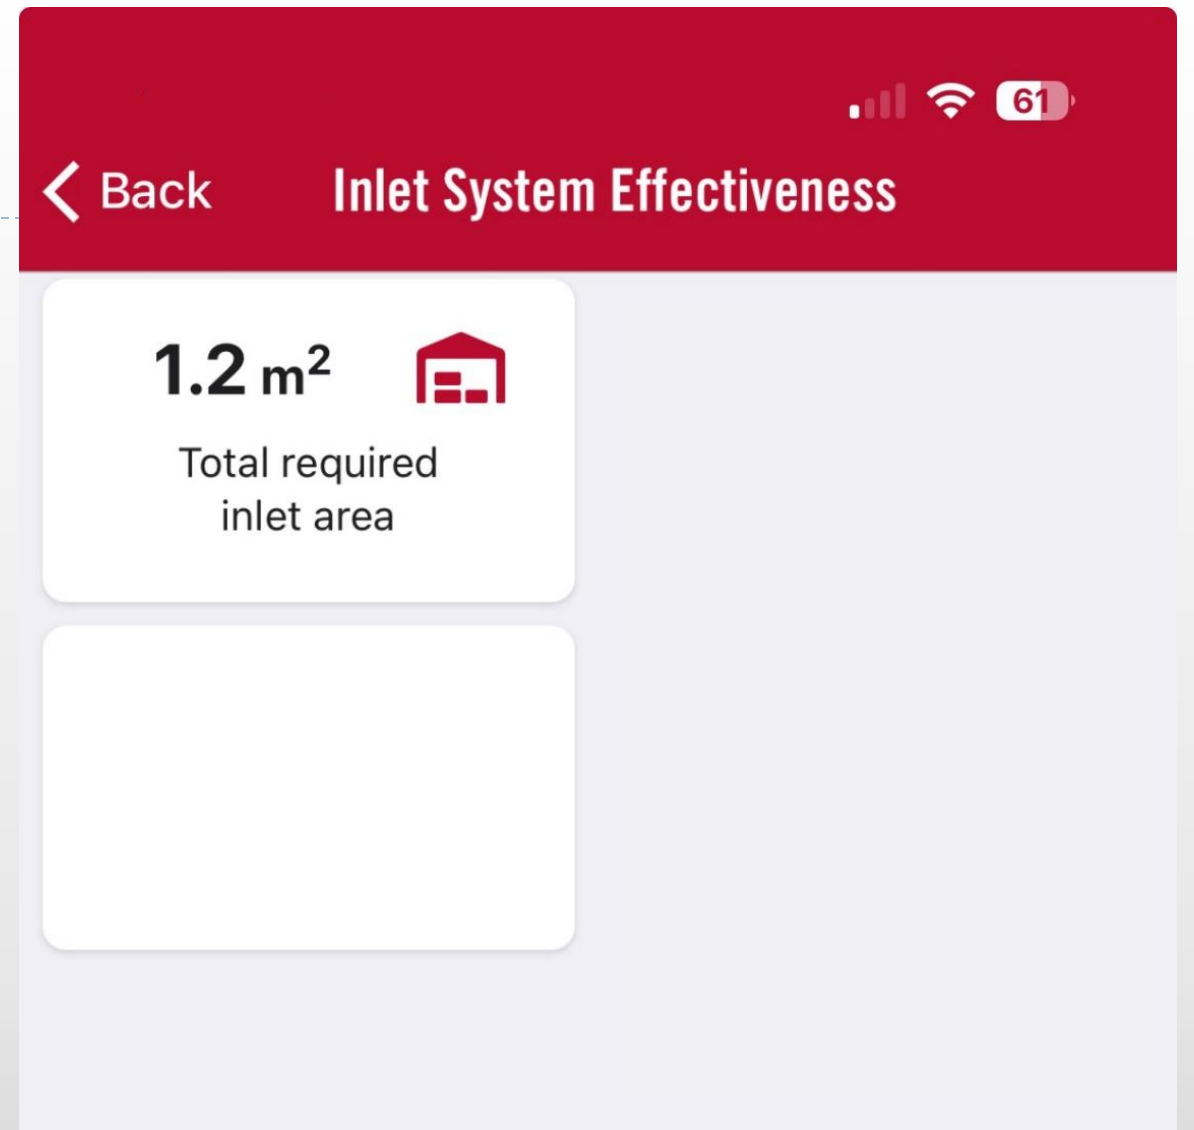 61
Back
Inlet System Effectiveness
1.2 m²
Total required
inlet area